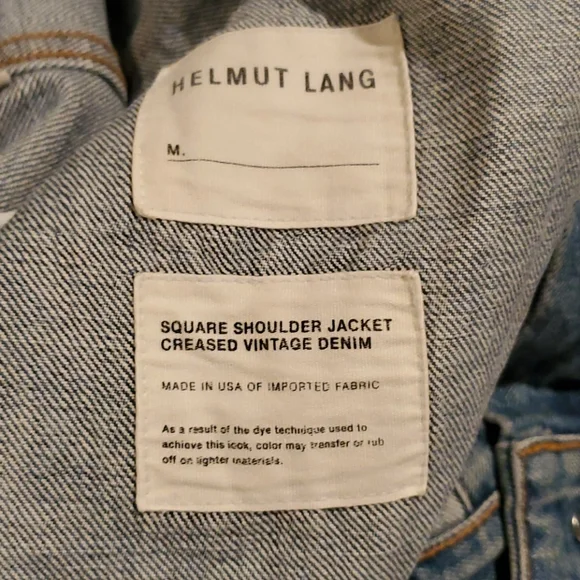 HELMUT LANG
M.
SQUARE SHOULDER JACKET
CREASED VINTAGE DENIM
MADE IN USA OF IMPORTED FABRIC
As a result of the dye technique used to
achieve this look, color may transfer or rub
off on lighter materials.